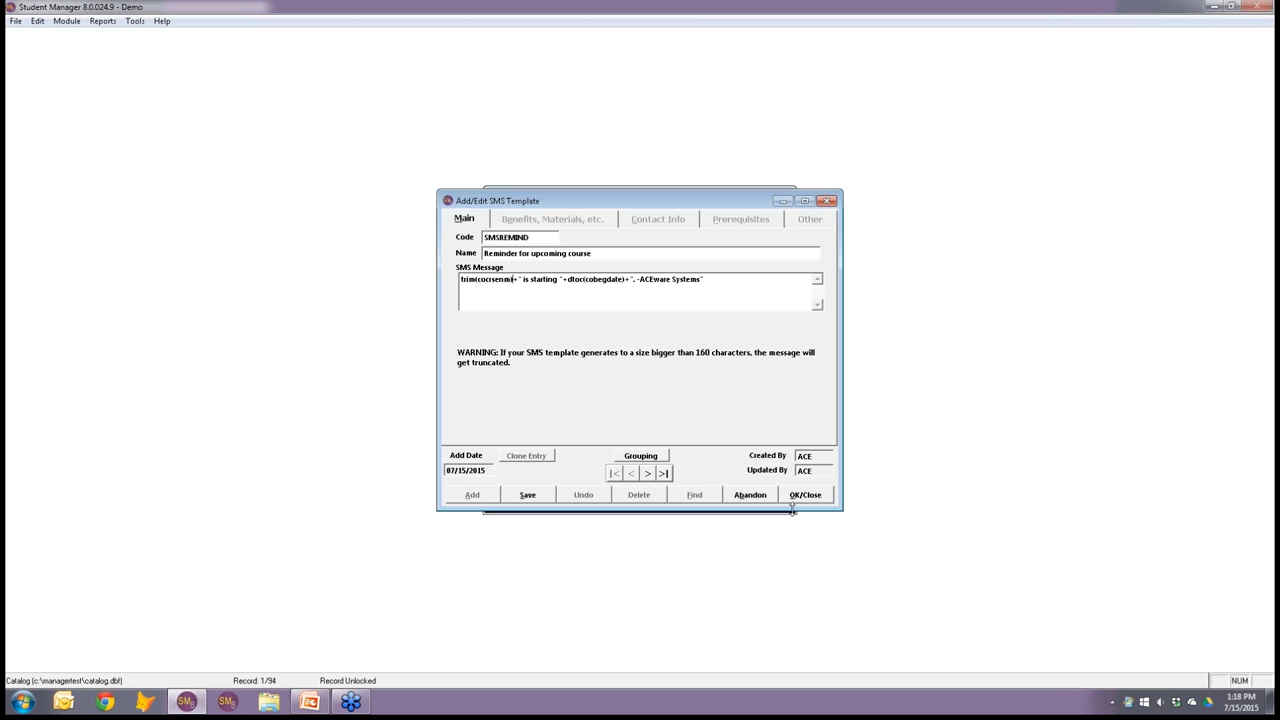 Student Manager 8.0.024.9 - Demo
File Edit Module Reports Tools Help
Add/Edit SMS Template
Main Benefits, Materials, etc. Contact Info Prerequisites Other
Code SMSREMIND
Name Reminder for upcoming course
SMS Message
trim(cocrsenm)+" is starting "+dtoc(cobegdate)+". -ACEware Systems"
WARNING: If your SMS template generates to a size bigger than 160 characters, the message will
get truncated.
Add Date Clone Entry Grouping Created By ACE
07/15/2015 |< < > >| Updated By ACE
Add Save Undo Delete Find Abandon OK/Close
Catalog (c:\managertest\catalog.dbf) Record: 1/94 Record Unlocked NUM
1:18 PM
7/15/2015